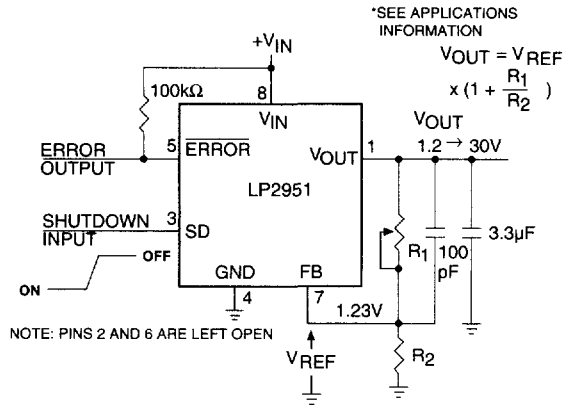 *SEE APPLICATIONS
INFORMATION
+VIN
VOUT = VREF
x (1 + R1
R2 )
100kΩ
8
VIN
VOUT
1.2 → 30V
ERROR
OUTPUT
5
ERROR
VOUT
1
LP2951
SHUTDOWN
INPUT
3
SD
R1
100
pF
3.3µF
OFF
ON
GND
4
FB
7
1.23V
NOTE: PINS 2 AND 6 ARE LEFT OPEN
VREF
R2